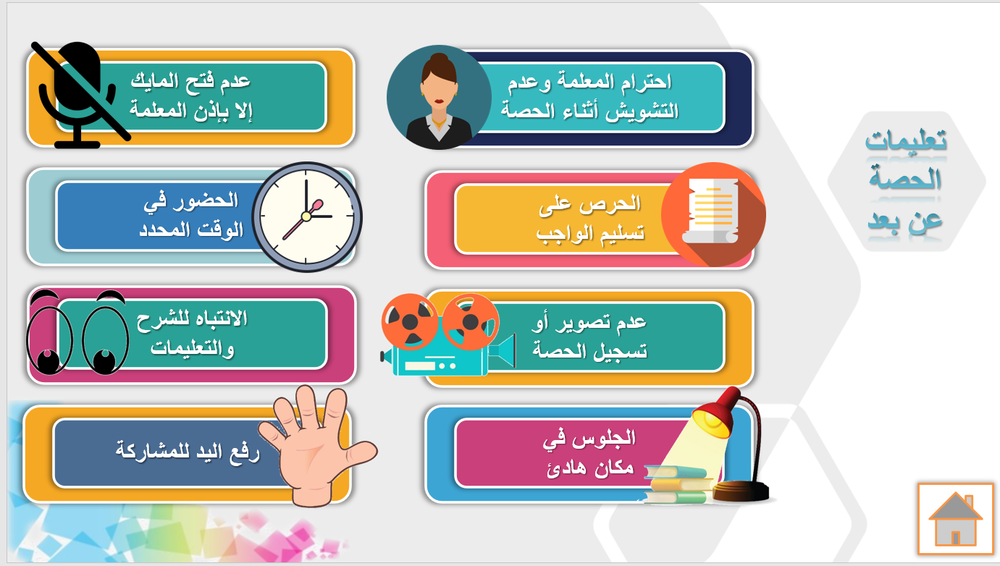 تعليمات
الحصة
عن بعد
احترام المعلمة وعدم
التشويش أثناء الحصة
عدم فتح المايك
إلا بإذن المعلمة
الحرص على
تسليم الواجب
الحضور في
الوقت المحدد
عدم تصوير أو
تسجيل الحصة
الانتباه للشرح
والتعليمات
الجلوس في
مكان هادئ
رفع اليد للمشاركة